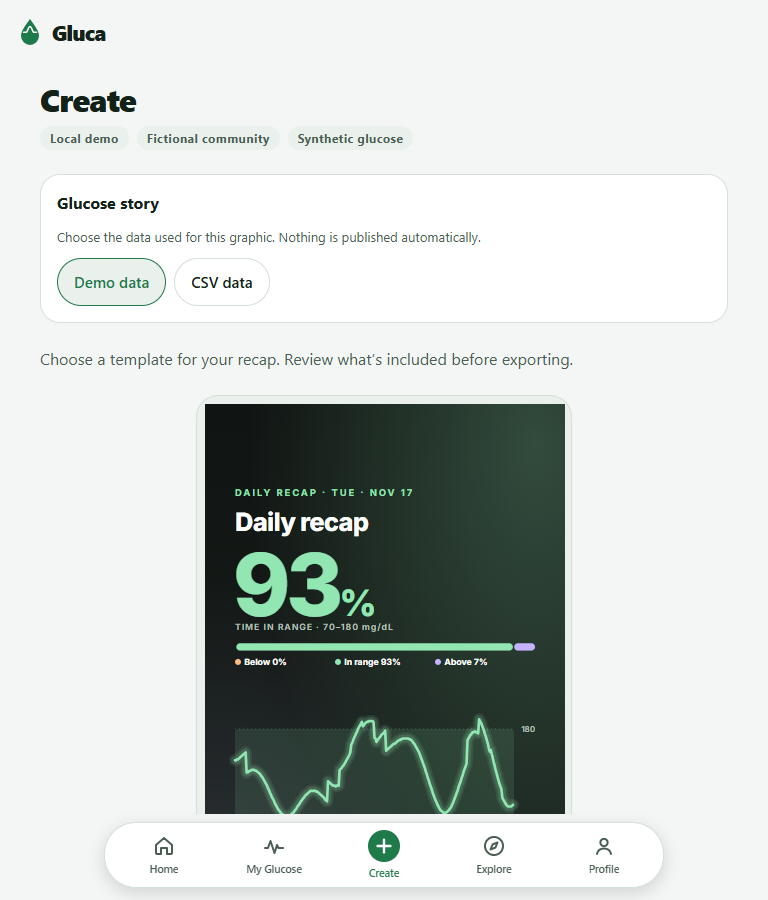 Gluca
Create
Local demo
Fictional community
Synthetic glucose
Glucose story
Choose the data used for this graphic. Nothing is published automatically.
Demo data
CSV data
Choose a template for your recap. Review what's included before exporting.
DAILY RECAP · TUE · NOV 17
Daily recap
93%
TIME IN RANGE · 70–180 mg/dL
Below 0%
In range 93%
Above 7%
180
Home
My Glucose
Create
Explore
Profile